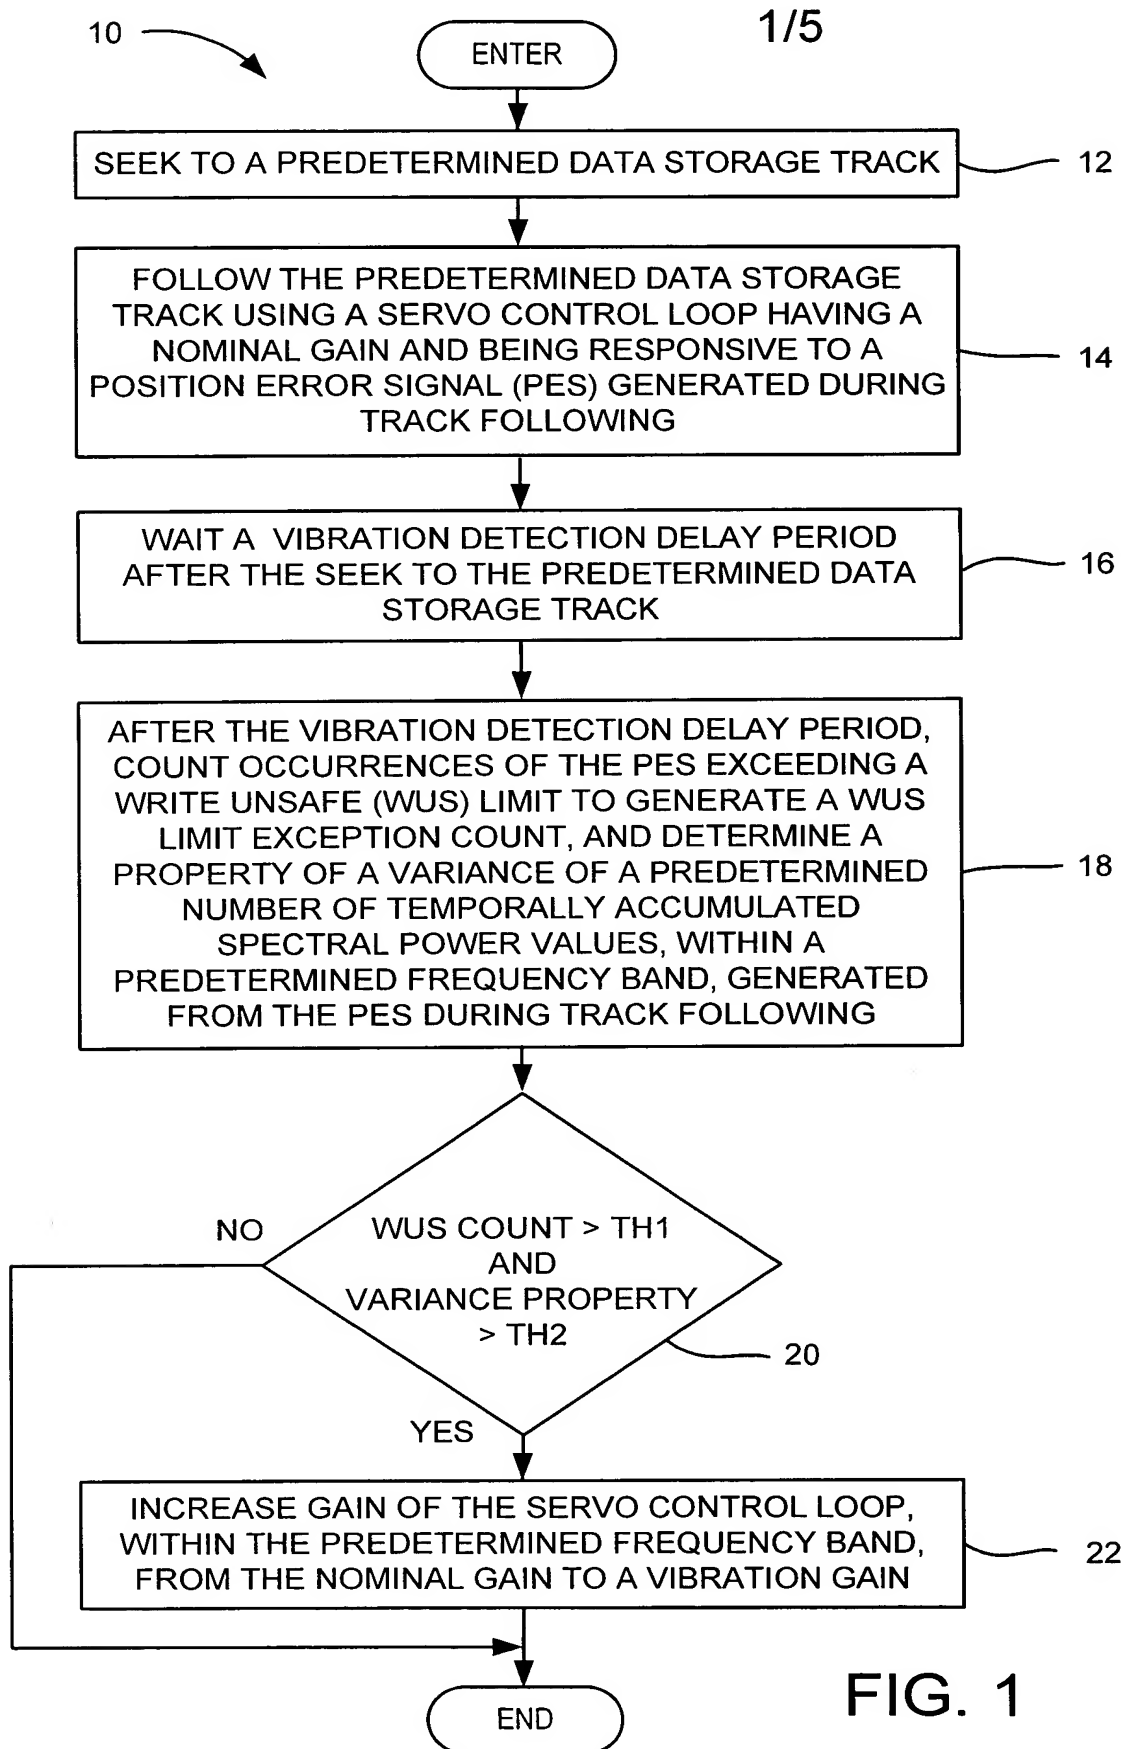 10
1/5
ENTER
SEEK TO A PREDETERMINED DATA STORAGE TRACK
12
FOLLOW THE PREDETERMINED DATA STORAGE
TRACK USING A SERVO CONTROL LOOP HAVING A
NOMINAL GAIN AND BEING RESPONSIVE TO A
POSITION ERROR SIGNAL (PES) GENERATED DURING
TRACK FOLLOWING
14
WAIT A VIBRATION DETECTION DELAY PERIOD
AFTER THE SEEK TO THE PREDETERMINED DATA
STORAGE TRACK
16
AFTER THE VIBRATION DETECTION DELAY PERIOD,
COUNT OCCURRENCES OF THE PES EXCEEDING A
WRITE UNSAFE (WUS) LIMIT TO GENERATE A WUS
LIMIT EXCEPTION COUNT, AND DETERMINE A
PROPERTY OF A VARIANCE OF A PREDETERMINED
NUMBER OF TEMPORALLY ACCUMULATED
SPECTRAL POWER VALUES, WITHIN A
PREDETERMINED FREQUENCY BAND, GENERATED
FROM THE PES DURING TRACK FOLLOWING
18
NO
WUS COUNT > TH1
AND
VARIANCE PROPERTY
> TH2
20
YES
INCREASE GAIN OF THE SERVO CONTROL LOOP,
WITHIN THE PREDETERMINED FREQUENCY BAND,
FROM THE NOMINAL GAIN TO A VIBRATION GAIN
22
END
FIG. 1